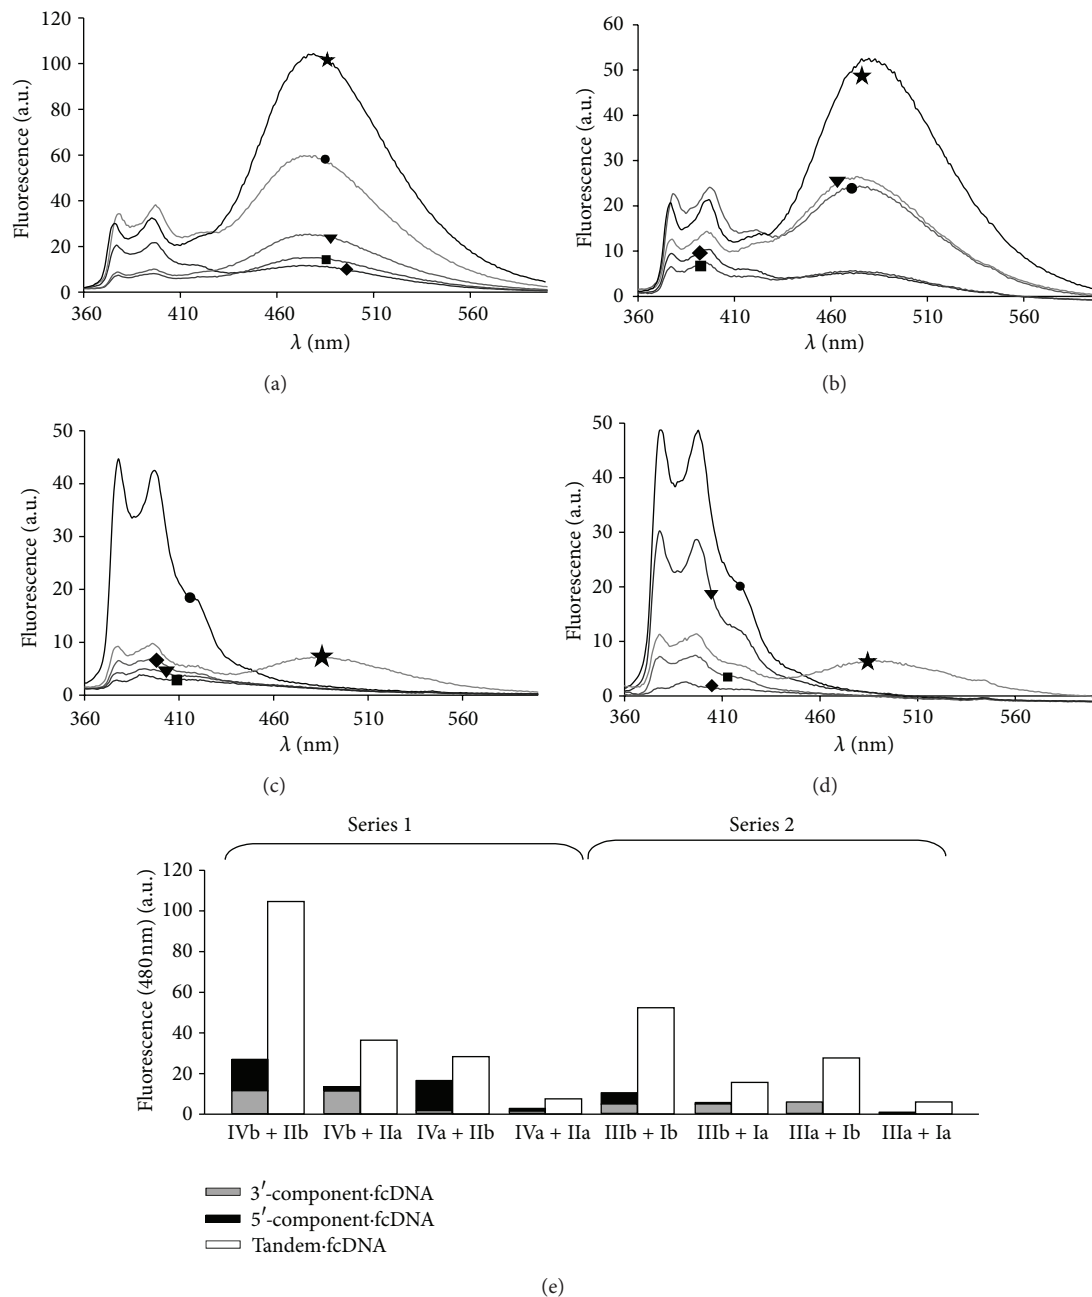 120
100
80
60
40
20
0
Fluorescence (a.u.)
360 410 460 510 560
λ (nm)
(a)
60
50
40
30
20
10
0
Fluorescence (a.u.)
360 410 460 510 560
λ (nm)
(b)
50
40
30
20
10
0
Fluorescence (a.u.)
360 410 460 510 560
λ (nm)
(c)
50
40
30
20
10
0
Fluorescence (a.u.)
360 410 460 510 560
λ (nm)
(d)
Series 1 Series 2
120
100
80
60
40
20
0
Fluorescence (480 nm) (a.u.)
IVb + IIb IVb + IIa IVa + IIb IVa + IIa IIIb + Ib IIIb + Ia IIIa + Ib IIIa + Ia
3′-component·fcDNA
5′-component·fcDNA
Tandem·fcDNA
(e)